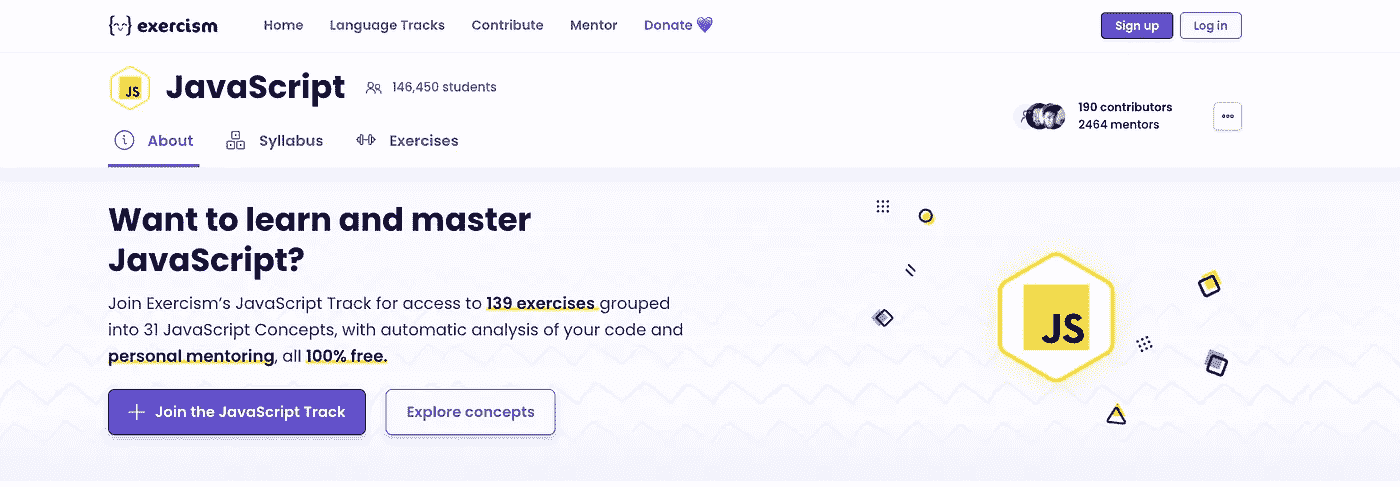 exercism Home Language Tracks Contribute Mentor Donate 💜 Sign up Log in
JS JavaScript 146,450 students
190 contributors
2464 mentors
About Syllabus Exercises
Want to learn and master
JavaScript?
Join Exercism's JavaScript Track for access to 139 exercises grouped
into 31 JavaScript Concepts, with automatic analysis of your code and
personal mentoring, all 100% free.
Join the JavaScript Track Explore concepts
JS